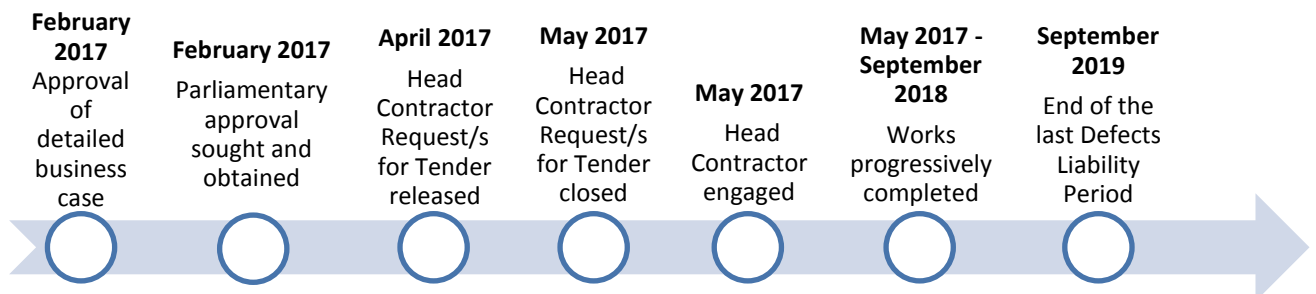 February
2017
Approval
of
detailed
business
case
February 2017
Parliamentary
approval
sought and
obtained
April 2017
Head
Contractor
Request/s
for Tender
released
May 2017
Head
Contractor
Request/s
for Tender
closed
May 2017
Head
Contractor
engaged
May 2017 -
September
2018
Works
progressively
completed
September
2019
End of the
last Defects
Liability
Period